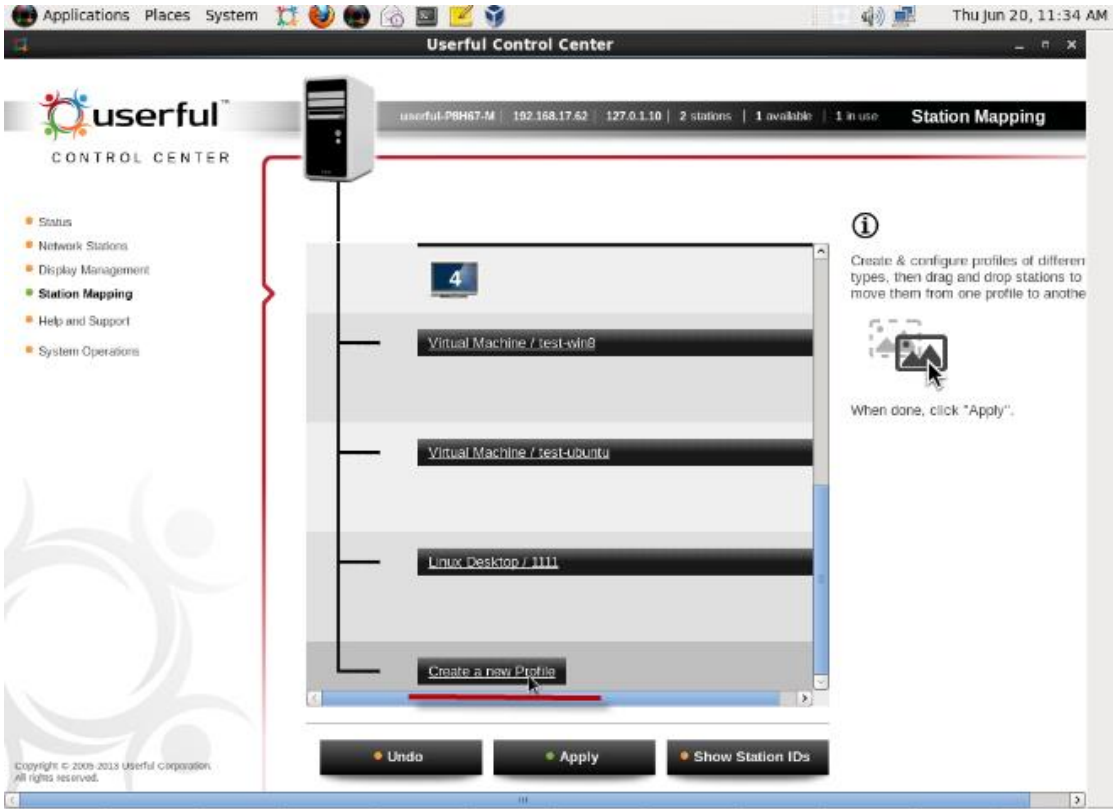 Applications Places System
Thu Jun 20, 11:34 AM
Userful Control Center
userful™
CONTROL CENTER
userful-P8H67-M | 192.168.17.62 | 127.0.1.10 | 2 stations | 1 available | 1 in use
Station Mapping
Status
Network Stations
Display Management
Station Mapping
Help and Support
System Operations
4
Virtual Machine / test-win8
Virtual Machine / test-ubuntu
Linux Desktop / 1111
Create a new Profile
Create & configure profiles of differen
types, then drag and drop stations to
move them from one profile to anothe
When done, click "Apply".
Undo
Apply
Show Station IDs
Copyright © 2005-2013 Userful Corporation.
All rights reserved.